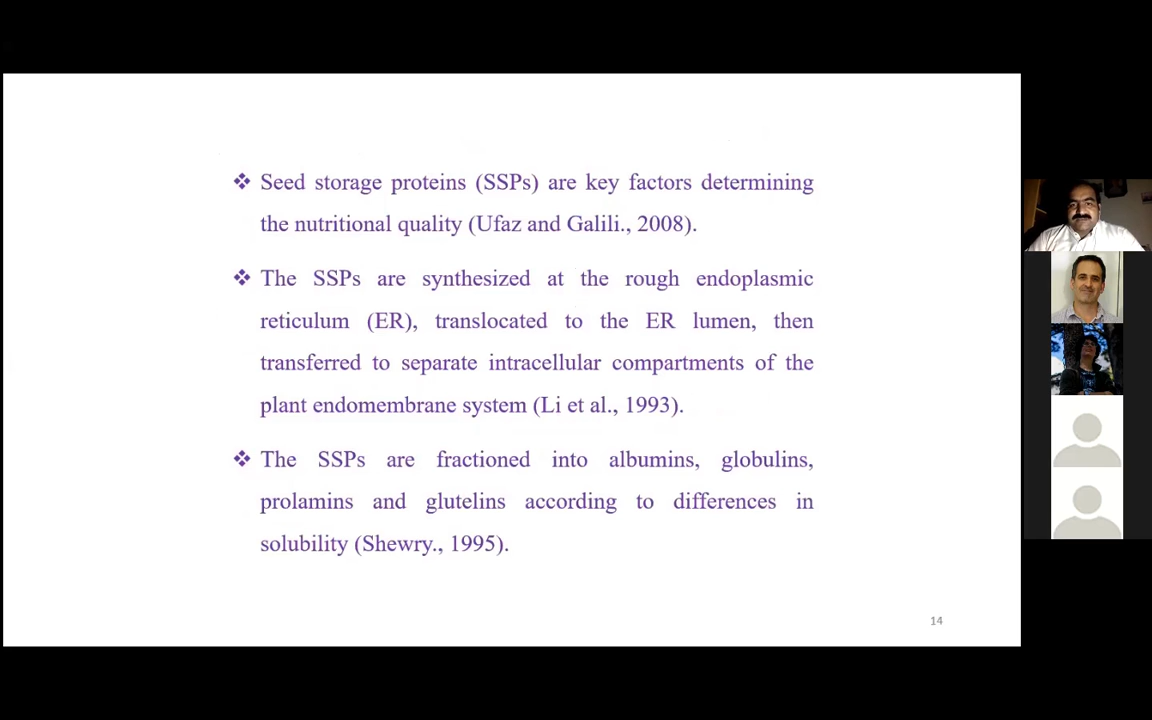 ❖ Seed storage proteins (SSPs) are key factors determining
the nutritional quality (Ufaz and Galili., 2008).
❖ The SSPs are synthesized at the rough endoplasmic
reticulum (ER), translocated to the ER lumen, then
transferred to separate intracellular compartments of the
plant endomembrane system (Li et al., 1993).
❖ The SSPs are fractioned into albumins, globulins,
prolamins and glutelins according to differences in
solubility (Shewry., 1995).
14